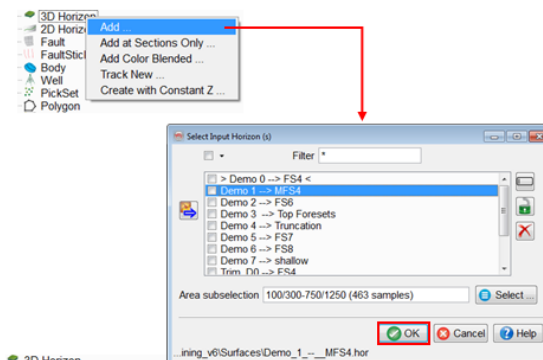 3D Horizon
2D Horiz
Fault
FaultStic
Body
Well
PickSet
Polygon
Add ...
Add at Sections Only ...
Add Color Blended ...
Track New ...
Create with Constant Z ...
Select Input Horizon (s)
Filter *
> Demo 0 --> FS4 <
Demo 1 --> MFS4
Demo 2 --> FS6
Demo 3 --> Top Foresets
Demo 4 --> Truncation
Demo 5 --> FS7
Demo 6 --> FS8
Demo 7 --> shallow
Trim_D0 --> FS4
Area subselection 100/300-750/1250 (463 samples) Select ...
OK Cancel Help
...ining_v6\Surfaces\Demo_1_--__MFS4.hor
3D Horizon